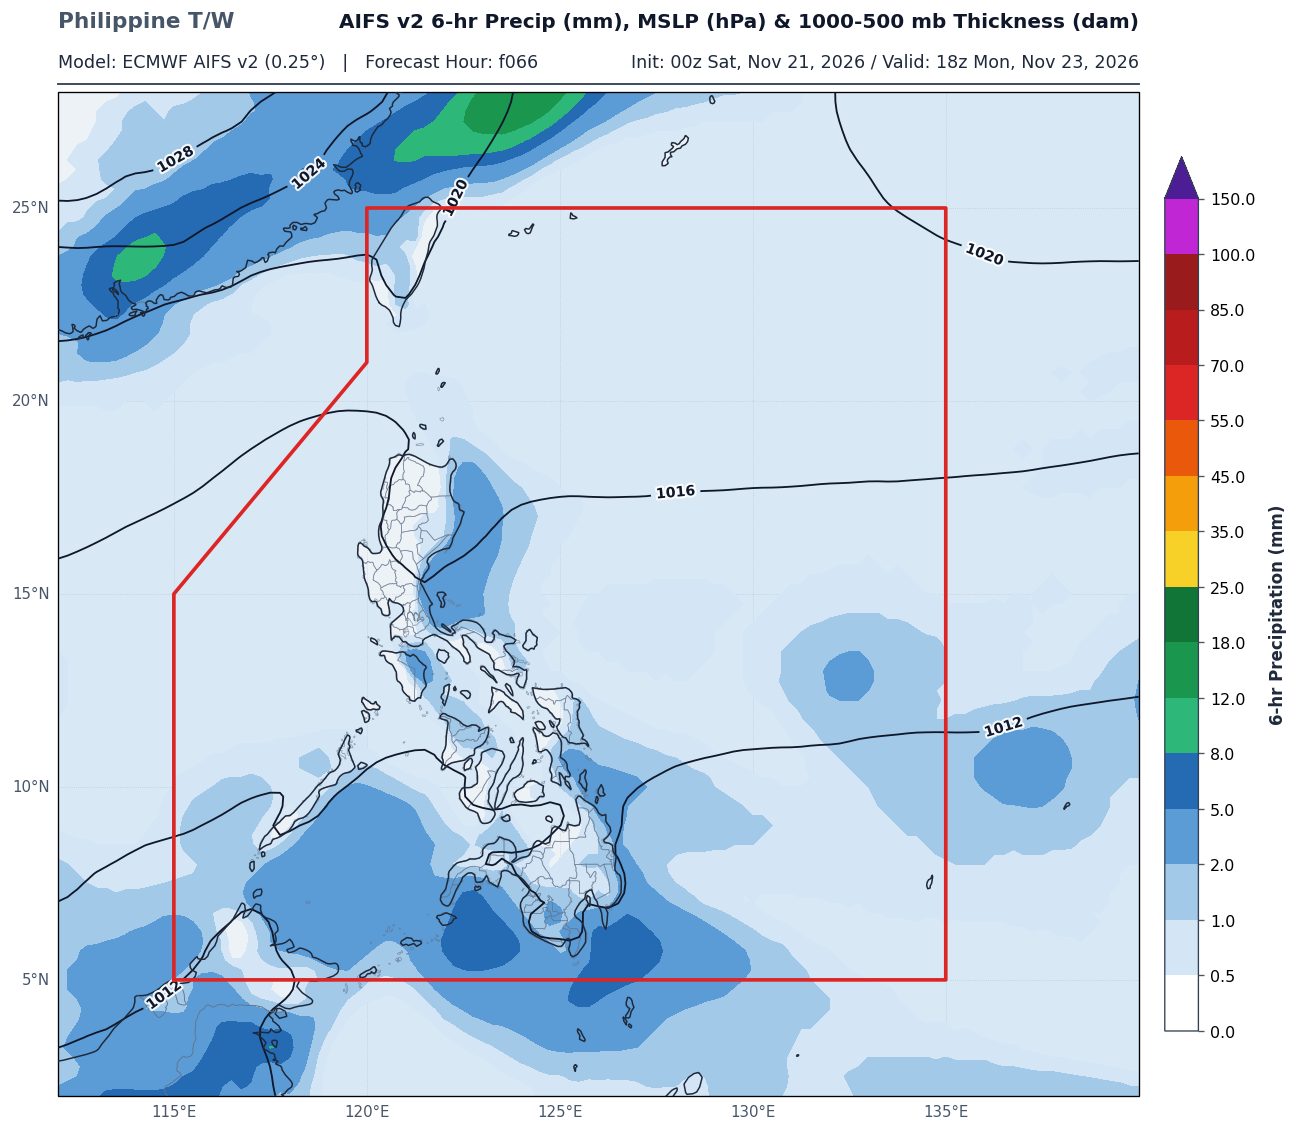 Philippine T/W
AIFS v2 6-hr Precip (mm), MSLP (hPa) & 1000-500 mb Thickness (dam)
Model: ECMWF AIFS v2 (0.25°)   |   Forecast Hour: f066
Init: 00z Sat, Nov 21, 2026 / Valid: 18z Mon, Nov 23, 2026
1028
1024
1020
1020
1016
1012
1012
25°N
20°N
15°N
10°N
5°N
115°E
120°E
125°E
130°E
135°E
150.0
100.0
85.0
70.0
55.0
45.0
35.0
25.0
18.0
12.0
8.0
5.0
2.0
1.0
0.5
0.0
6-hr Precipitation (mm)